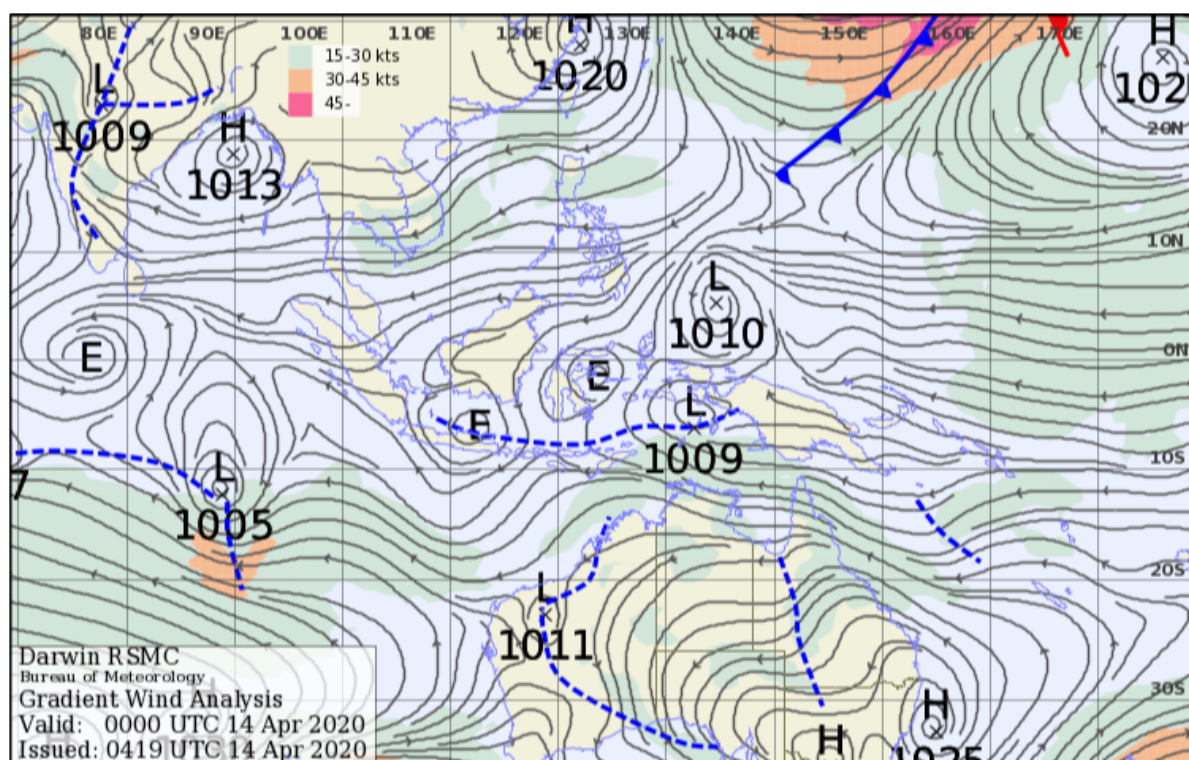 80E 90E 100E 110E 120E 130E 140E 150E 160E 170E
H
H
L
15-30 kts
30-45 kts
45-
1020
1009
H
1013
20N
10N
L
1010
0N
E
E
L
E
1009
10S
L
7
1005
20S
L
1011
30S
H
H
Darwin RSMC
Bureau of Meteorology
Gradient Wind Analysis
Valid: 0000 UTC 14 Apr 2020
Issued: 0419 UTC 14 Apr 2020